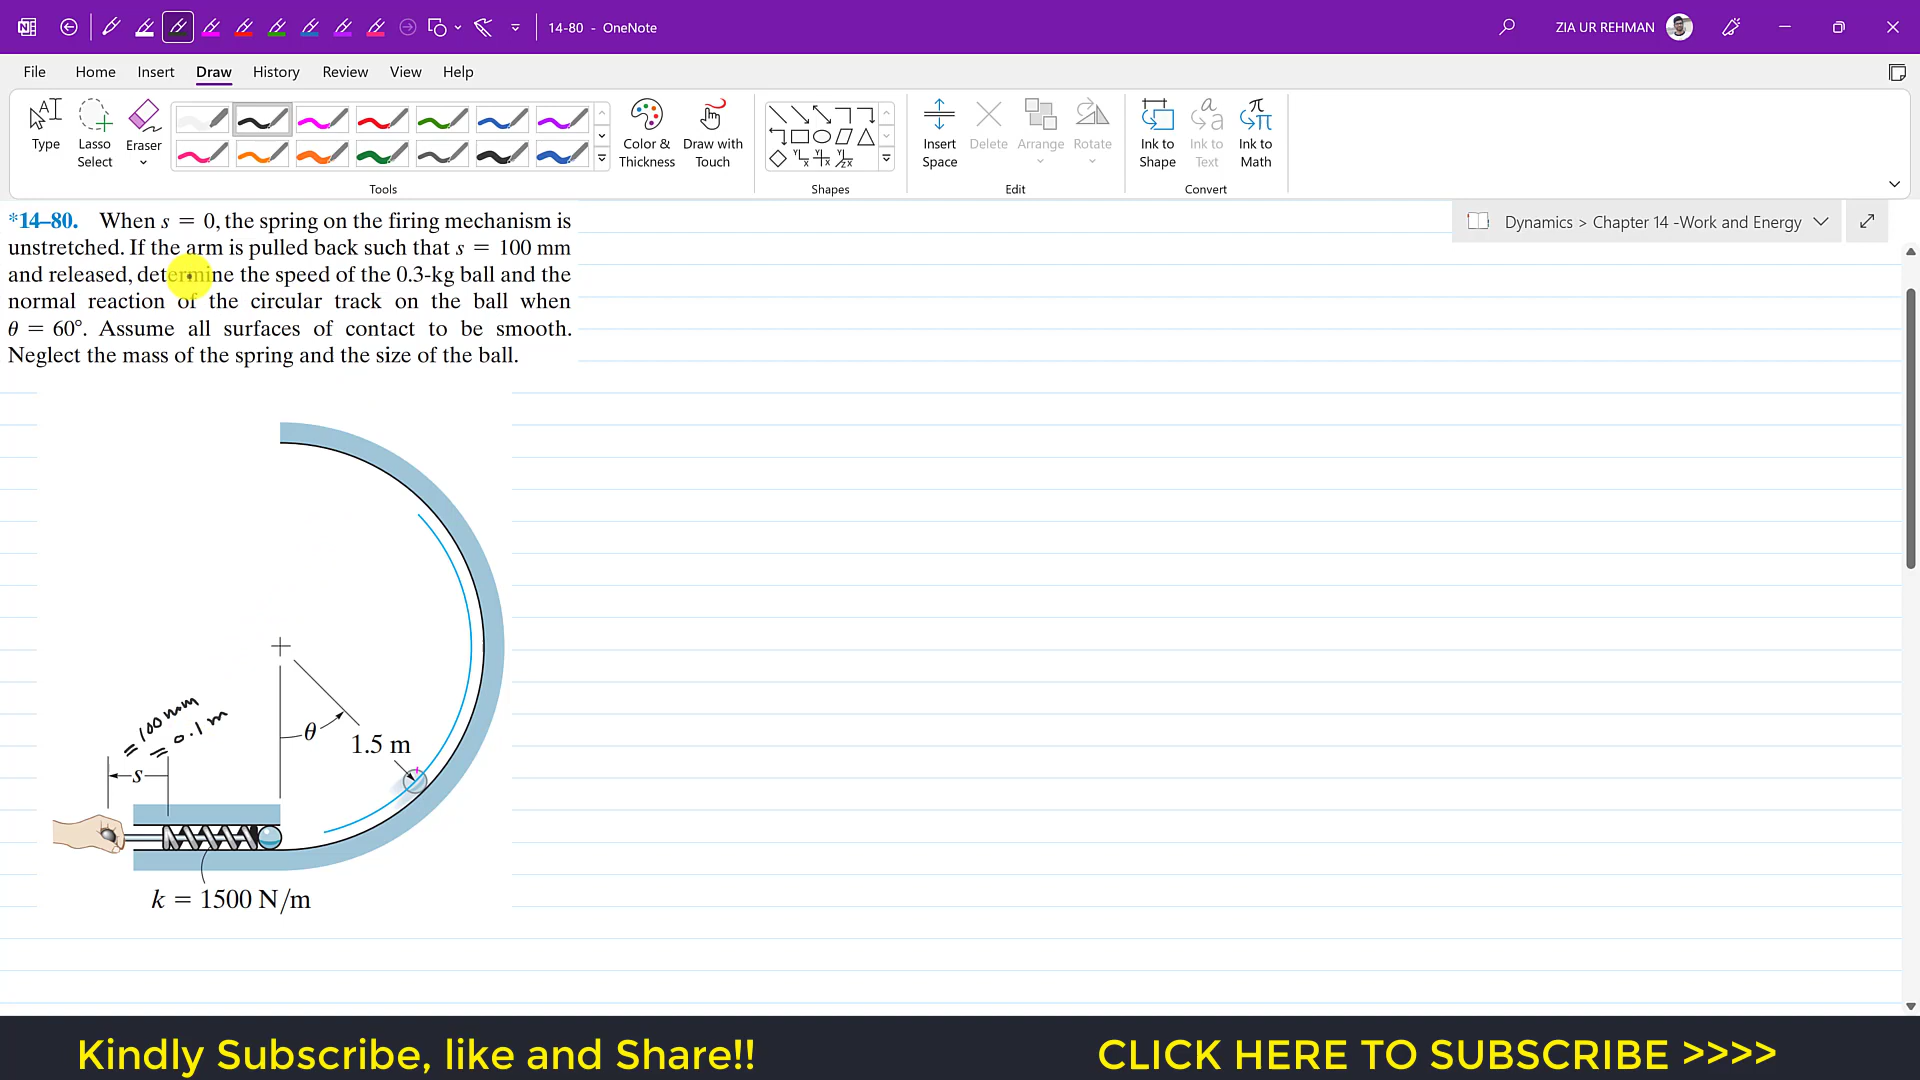 14-80 - OneNote
ZIA UR REHMAN
File Home Insert Draw History Review View Help
Type
Lasso Select
Eraser
Color & Thickness
Draw with Touch
Insert Space
Delete
Arrange
Rotate
Ink to Shape
Ink to Text
Ink to Math
Tools
Shapes
Edit
Convert
Dynamics > Chapter 14 -Work and Energy
*14–80. When s = 0, the spring on the firing mechanism is
unstretched. If the arm is pulled back such that s = 100 mm
and released, determine the speed of the 0.3-kg ball and the
normal reaction of the circular track on the ball when
θ = 60°. Assume all surfaces of contact to be smooth.
Neglect the mass of the spring and the size of the ball.
= 100mm
= 0.1 m
θ
1.5 m
s
k = 1500 N/m
Kindly Subscribe, like and Share!!
CLICK HERE TO SUBSCRIBE >>>>